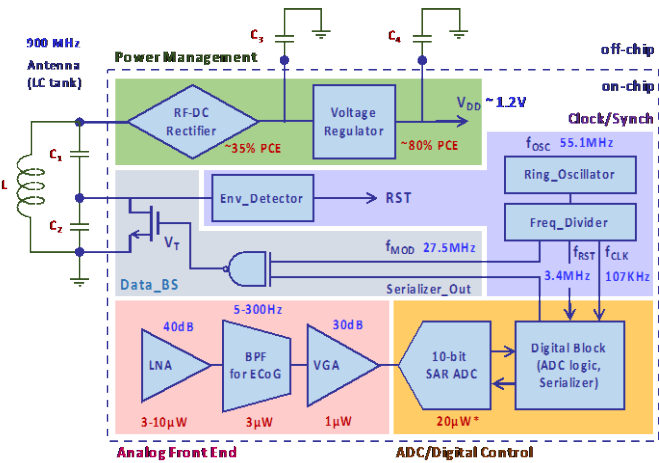 C3
C4
900 MHz
Antenna
(LC tank)
off-chip
Power Management
on-chip
RF-DC
Rectifier
Voltage
Regulator
VDD ~1.2V
Clock/Synch
~35% PCE
~80% PCE
fOSC 55.1MHz
C1
Ring_Oscillator
L
Env_Detector
RST
C2
Freq_Divider
VT
fMOD 27.5MHz
fRST
fCLK
3.4MHz
107KHz
Data_BS
Serializer_Out
5-300Hz
40dB
30dB
LNA
BPF
for ECoG
VGA
10-bit
SAR ADC
Digital Block
(ADC logic,
Serializer)
3-10µW
3µW
1µW
20µW*
Analog Front End
ADC/Digital Control